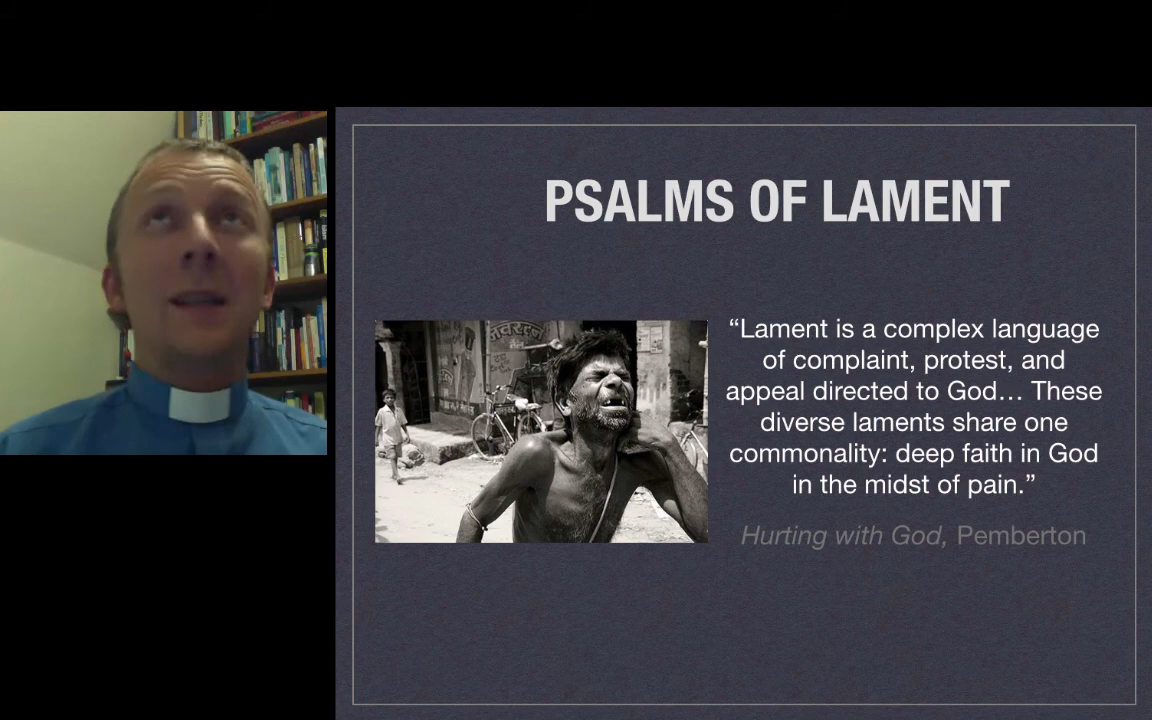 PSALMS OF LAMENT
“Lament is a complex language
of complaint, protest, and
appeal directed to God... These
diverse laments share one
commonality: deep faith in God
in the midst of pain.”
Hurting with God, Pemberton